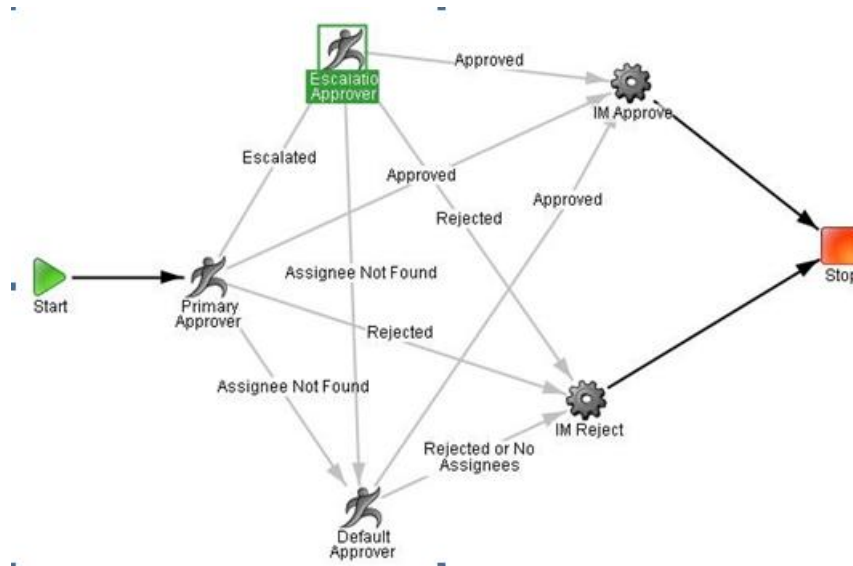 Approved
Escalatio
Approver
IM Approve
Escalated
Approved
Approved
Rejected
Assignee Not Found
Stop
Start
Primary
Approver
Rejected
Assignee Not Found
IM Reject
Rejected or No
Assignees
Default
Approver